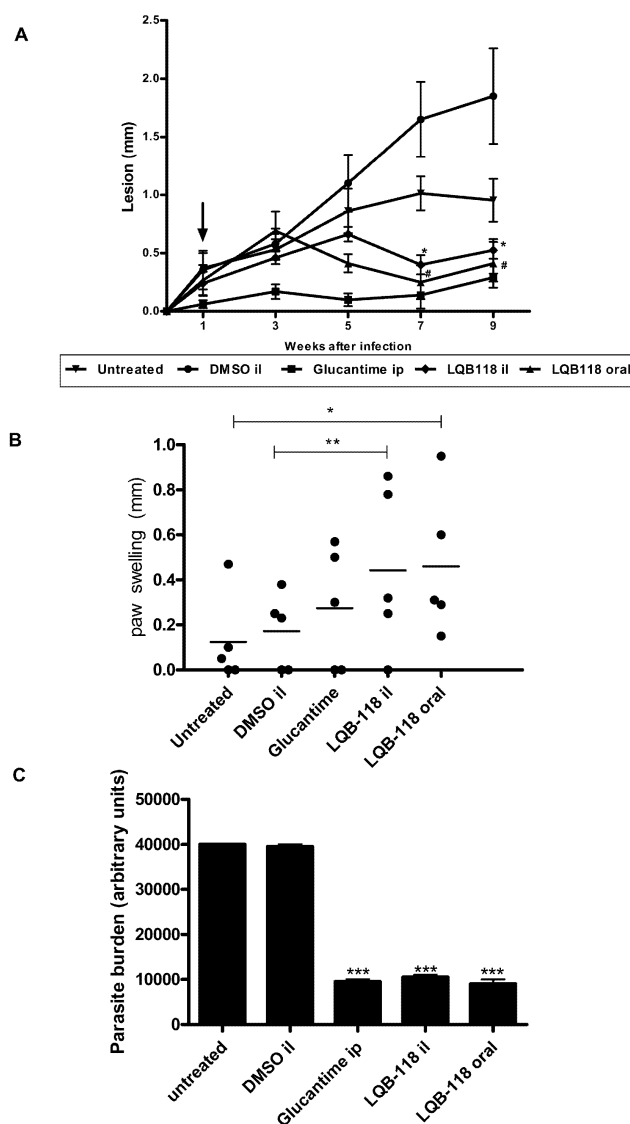 A
2.5
2.0
1.5
1.0
0.5
0.0
Lesion (mm)
* *
# #
1 3 5 7 9
Weeks after infection
Untreated DMSO il Glucantime ip LQB118 il LQB118 oral
B
*
**
1.0
0.8
0.6
0.4
0.2
0.0
paw swelling (mm)
Untreated
DMSO il
Glucantime
LQB-118 il
LQB-118 oral
C
50000
40000
30000
20000
10000
0
Parasite burden (arbitrary units)
*** *** ***
untreated
DMSO il
Glucantime ip
LQB-118 il
LQB-118 oral